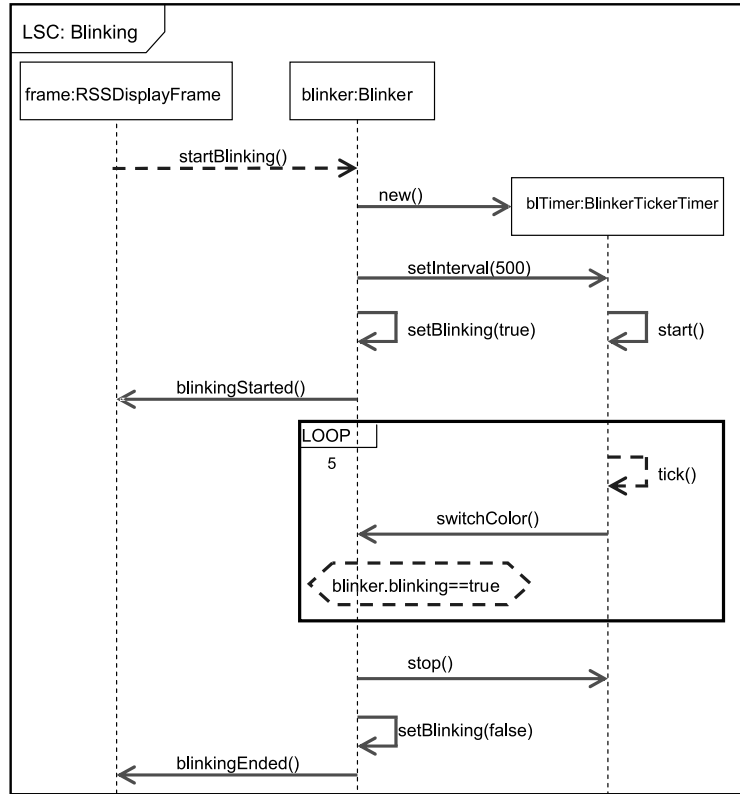 LSC: Blinking
frame:RSSDisplayFrame
blinker:Blinker
startBlinking()
new()
blTimer:BlinkerTickerTimer
setInterval(500)
setBlinking(true)
start()
blinkingStarted()
LOOP
5
tick()
switchColor()
blinker.blinking==true
stop()
setBlinking(false)
blinkingEnded()